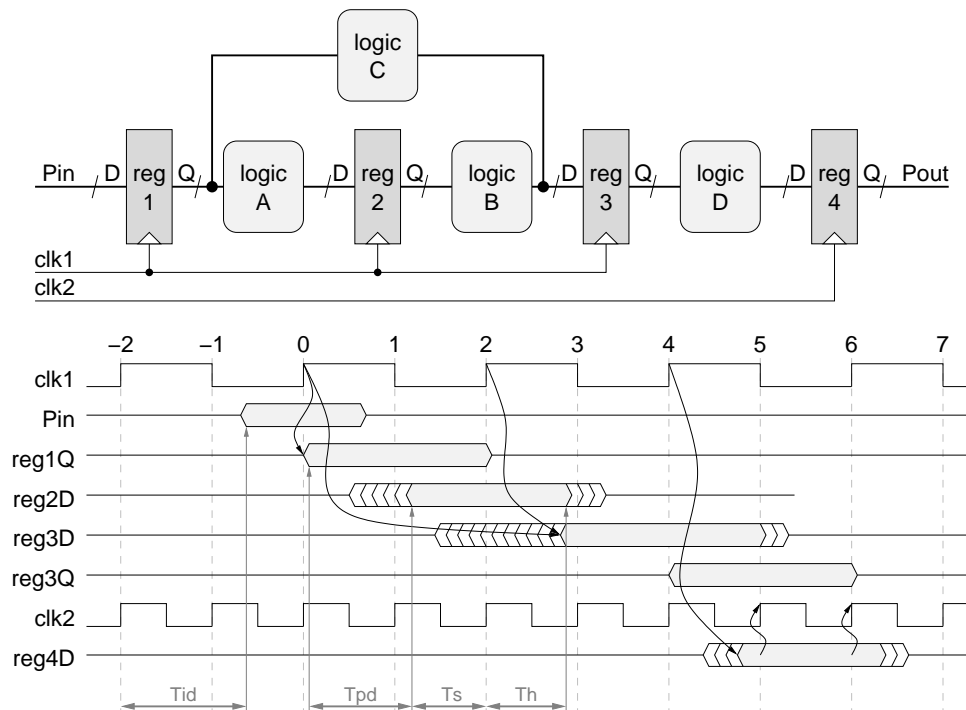 logic
C
Pin D reg Q logic D reg Q logic D reg Q logic D reg Q Pout
1 A 2 B 3 D 4
clk1
clk2
−2 −1 0 1 2 3 4 5 6 7
clk1
Pin
reg1Q
reg2D
reg3D
reg3Q
clk2
reg4D
Tid Tpd Ts Th